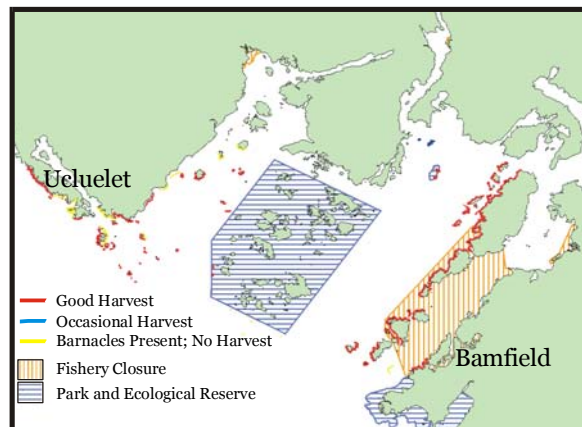 Ucluelet
Good Harvest
Occasional Harvest
Barnacles Present; No Harvest
Fishery Closure
Park and Ecological Reserve
Bamfield